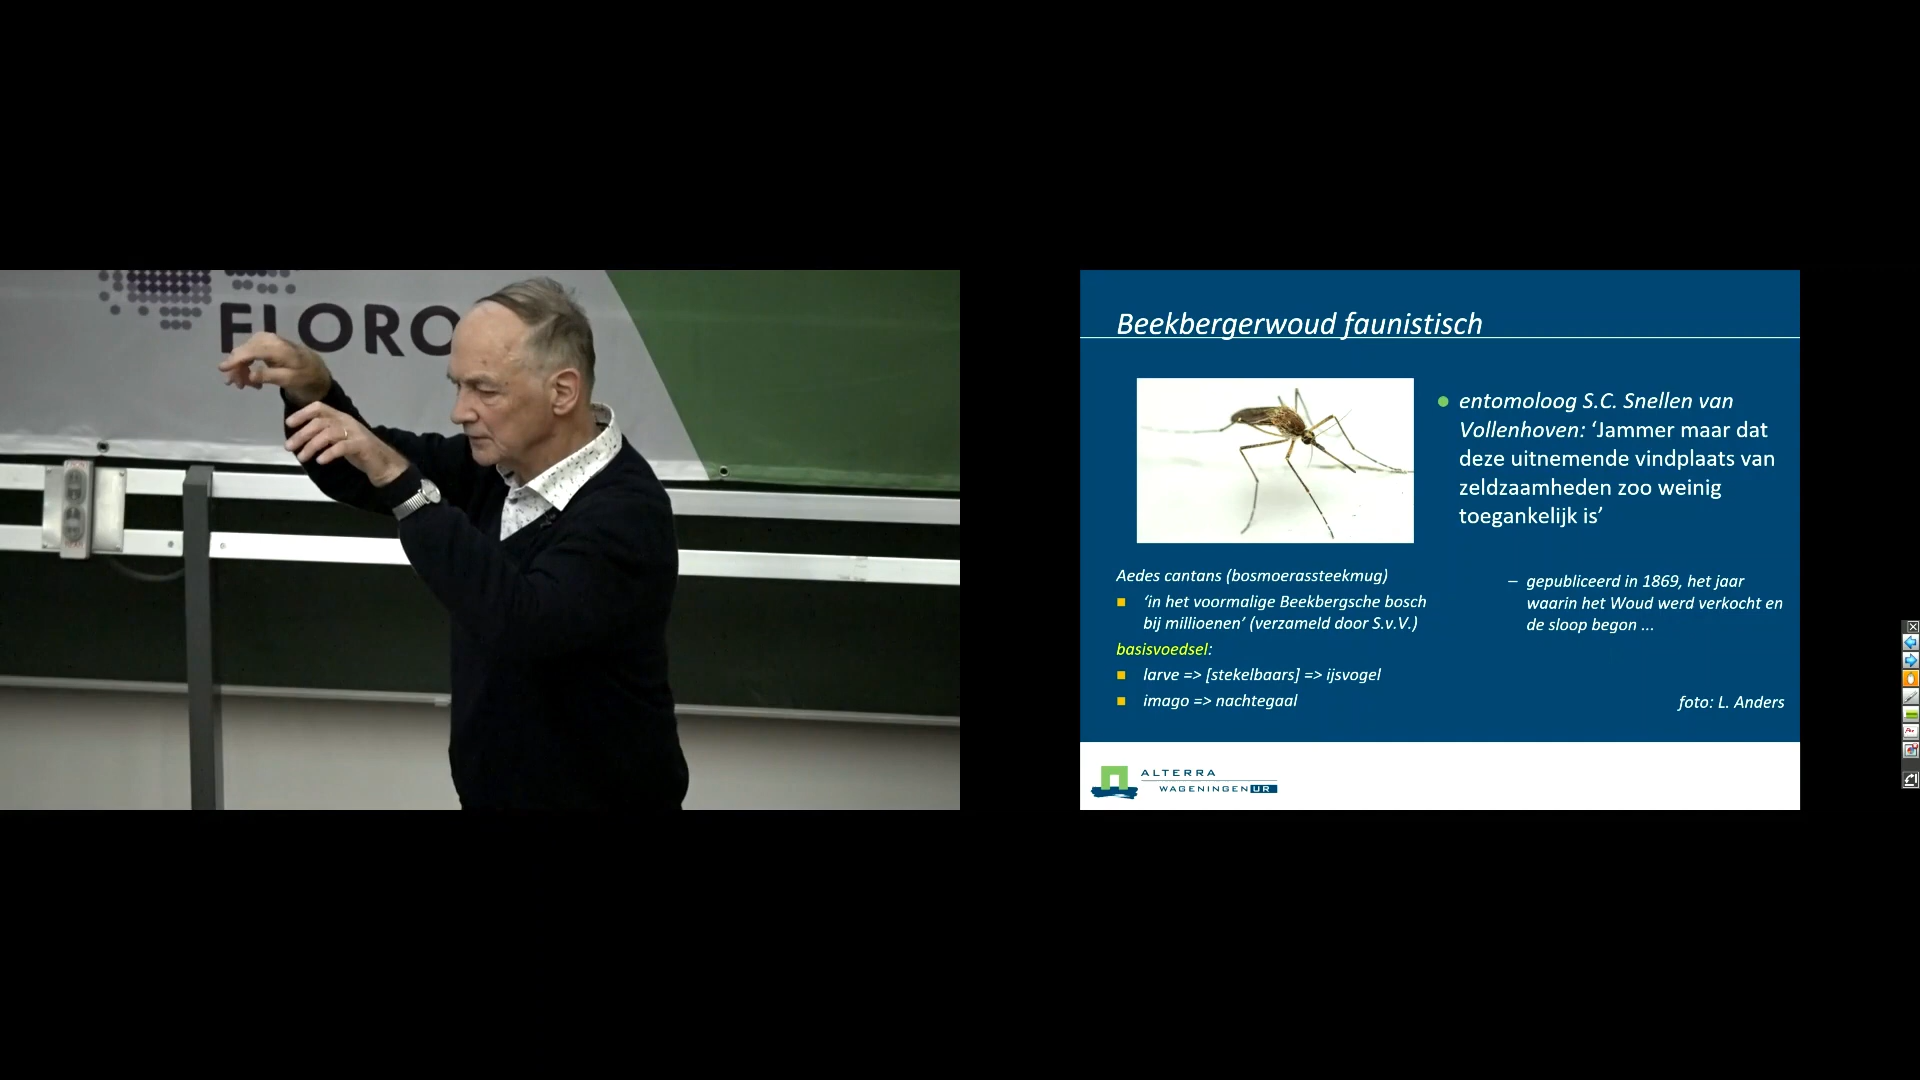 FLORO
Beekbergerwoud faunistisch
entomoloog S.C. Snellen van
Vollenhoven: ‘Jammer maar dat
deze uitnemende vindplaats van
zeldzaamheden zoo weinig
toegankelijk is’
Aedes cantans (bosmoerassteekmug)
‘in het voormalige Beekbergsche bosch
bij millioenen’ (verzameld door S.v.V.)
basisvoedsel:
larve => [stekelbaars] => ijsvogel
imago => nachtegaal
– gepubliceerd in 1869, het jaar
waarin het Woud werd verkocht en
de sloop begon ...
foto: L. Anders
ALTERRA
WAGENINGEN UR